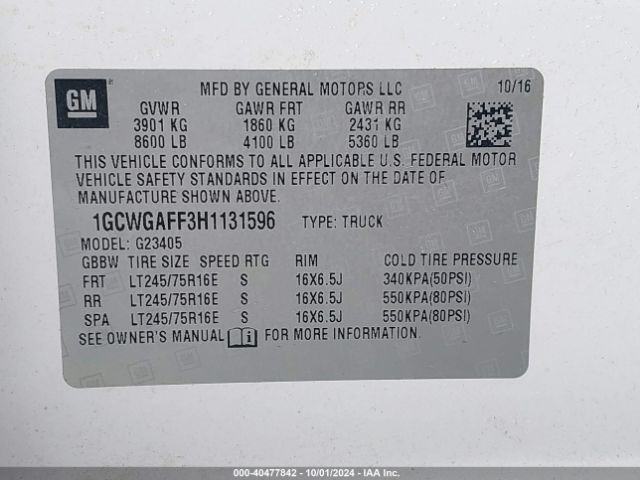 GM MFD BY GENERAL MOTORS LLC 10/16
GVWR GAWR FRT GAWR RR
3901 KG 1860 KG 2431 KG
8600 LB 4100 LB 5360 LB
THIS VEHICLE CONFORMS TO ALL APPLICABLE U.S. FEDERAL MOTOR
VEHICLE SAFETY STANDARDS IN EFFECT ON THE DATE OF
MANUFACTURE SHOWN ABOVE.
1GCWGAFF3H1131596 TYPE: TRUCK
MODEL: G23405
GBBW TIRE SIZE SPEED RTG RIM COLD TIRE PRESSURE
FRT LT245/75R16E S 16X6.5J 340KPA(50PSI)
RR LT245/75R16E S 16X6.5J 550KPA(80PSI)
SPA LT245/75R16E S 16X6.5J 550KPA(80PSI)
SEE OWNER'S MANUAL FOR MORE INFORMATION.
000-40477842 / 10/01/2024 - IAA Inc.